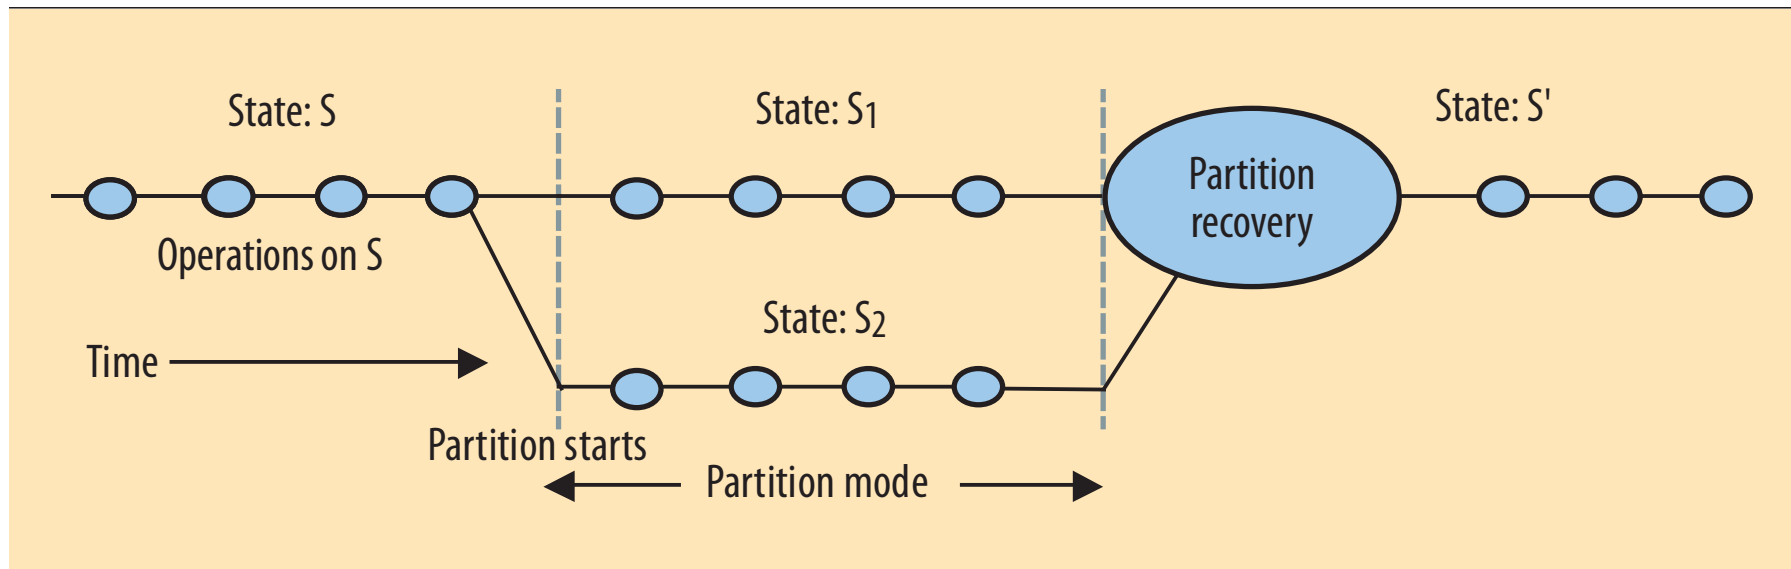 State: S
State: S1
State: S'
Partition
recovery
Operations on S
State: S2
Time
Partition starts
Partition mode